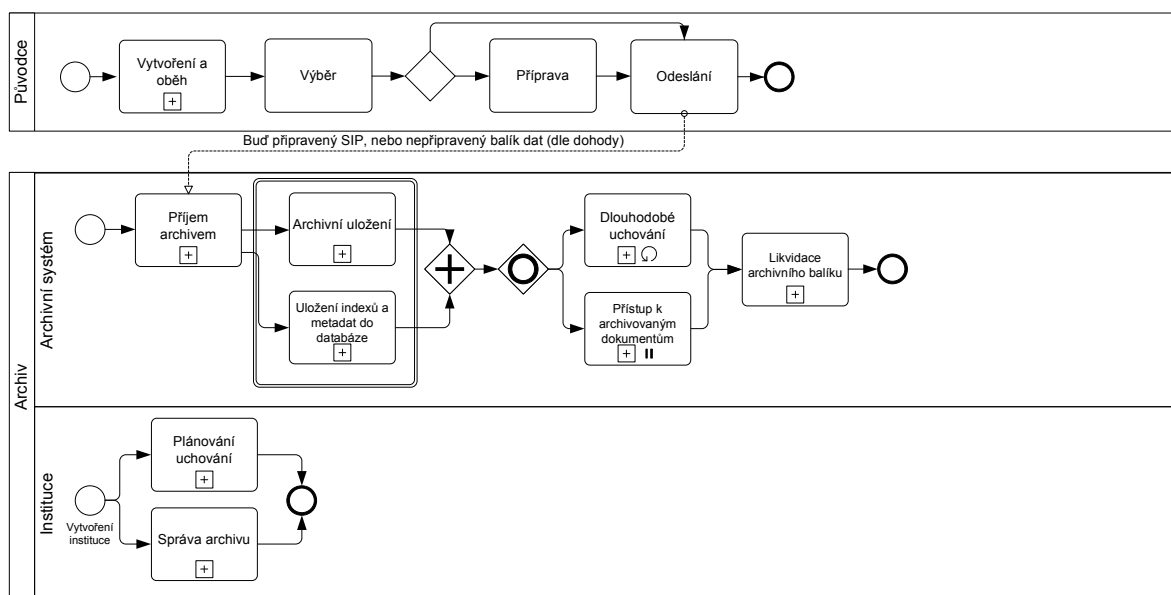 Původce
Vytvoření a
oběh
Výběr
Příprava
Odeslání
Buď připravený SIP, nebo nepřipravený balík dat (dle dohody)
Archiv
Archivní systém
Příjem
archivem
Archivní uložení
Uložení indexů a
metadat do
databáze
Dlouhodobé
uchování
Přístup k
archivovaným
dokumentům
Likvidace
archivního balíku
Instituce
Vytvoření
instituce
Plánování
uchování
Správa archivu